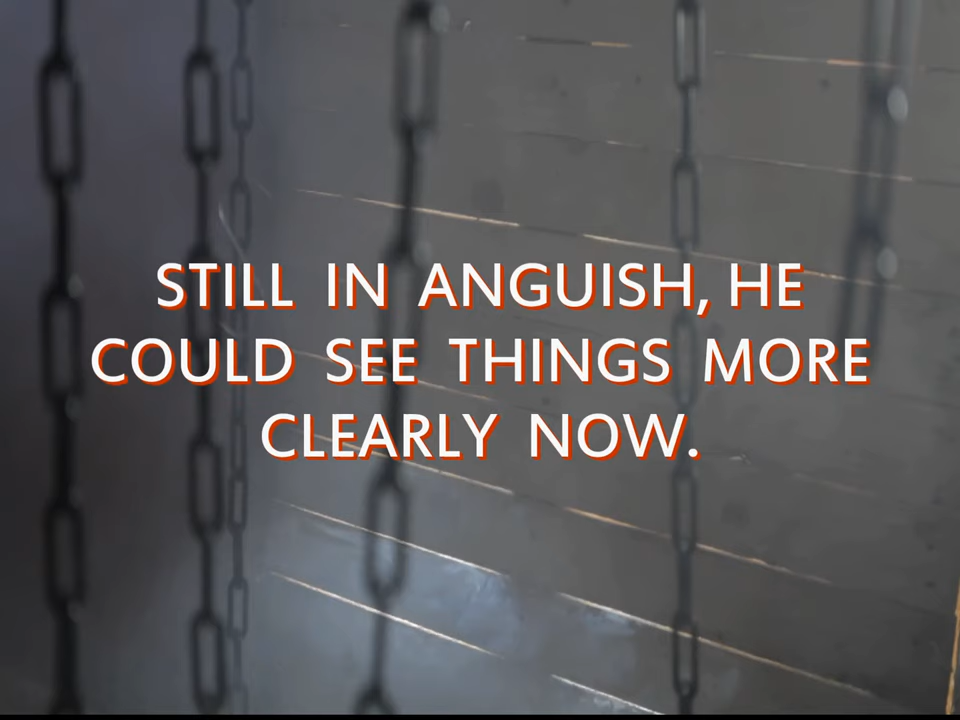 STILL IN ANGUISH, HE
COULD SEE THINGS MORE
CLEARLY NOW.